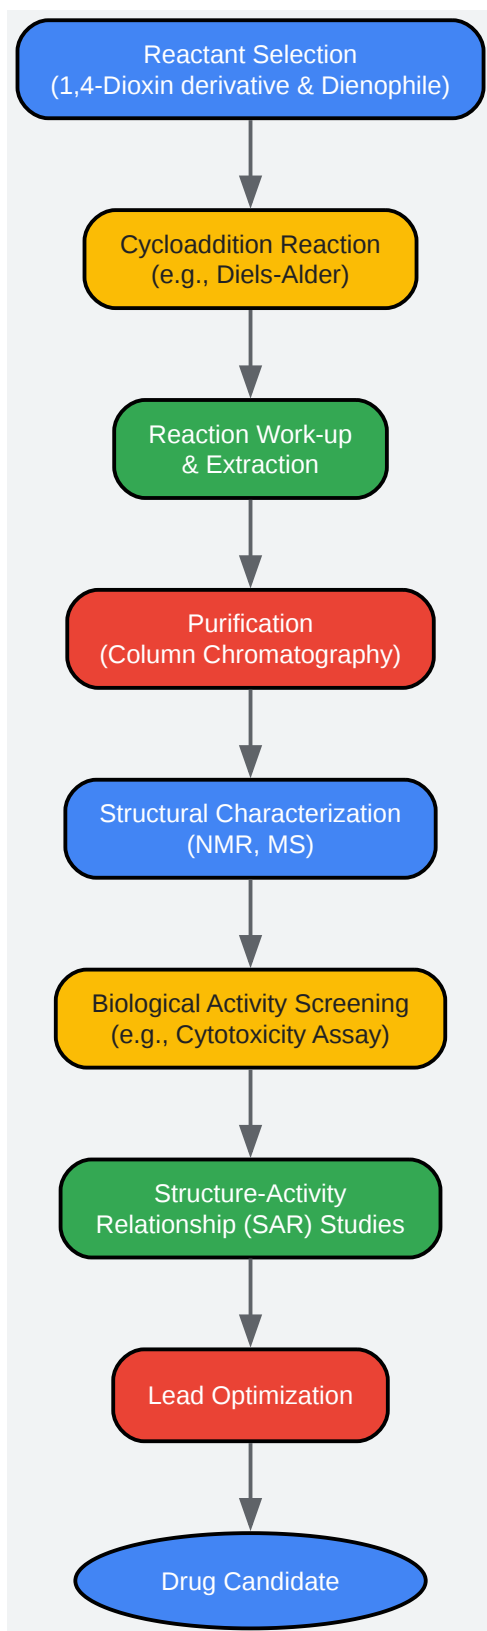 Reactant Selection
(1,4-Dioxin derivative & Dienophile)
Cycloaddition Reaction
(e.g., Diels-Alder)
Reaction Work-up
& Extraction
Purification
(Column Chromatography)
Structural Characterization
(NMR, MS)
Biological Activity Screening
(e.g., Cytotoxicity Assay)
Structure-Activity
Relationship (SAR) Studies
Lead Optimization
Drug Candidate